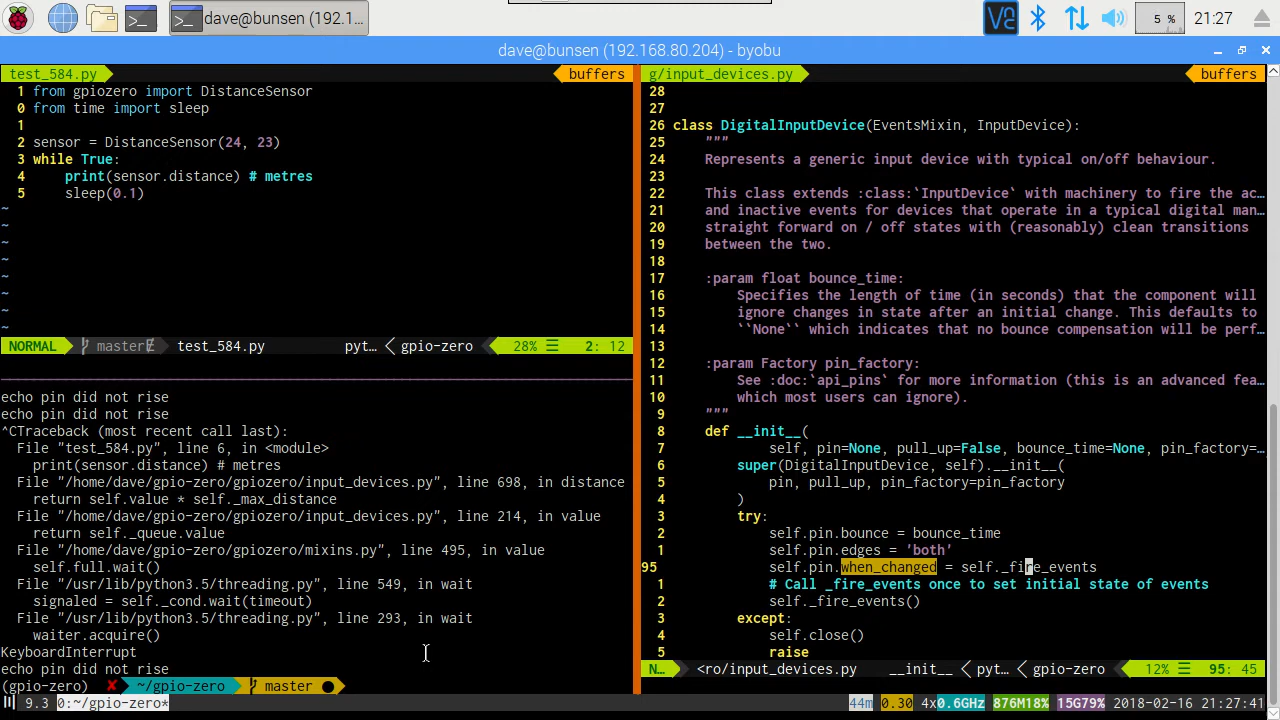 dave@bunsen (192.1...
5 %
21:27
dave@bunsen (192.168.80.204) - byobu
test_584.py
buffers
1 from gpiozero import DistanceSensor
0 from time import sleep
1
2 sensor = DistanceSensor(24, 23)
3 while True:
4     print(sensor.distance) # metres
5     sleep(0.1)
~
~
~
~
~
~
~
~
NORMAL master test_584.py pyt... gpio-zero 28% 2: 12
echo pin did not rise
echo pin did not rise
^CTraceback (most recent call last):
  File "test_584.py", line 6, in <module>
    print(sensor.distance) # metres
  File "/home/dave/gpio-zero/gpiozero/input_devices.py", line 698, in distance
    return self.value * self._max_distance
  File "/home/dave/gpio-zero/gpiozero/input_devices.py", line 214, in value
    return self._queue.value
  File "/home/dave/gpio-zero/gpiozero/mixins.py", line 495, in value
    self.full.wait()
  File "/usr/lib/python3.5/threading.py", line 549, in wait
    signaled = self._cond.wait(timeout)
  File "/usr/lib/python3.5/threading.py", line 293, in wait
    waiter.acquire()
KeyboardInterrupt
echo pin did not rise
(gpio-zero) ✘ ~/gpio-zero master ●
g/input_devices.py
buffers
28
27
26 class DigitalInputDevice(EventsMixin, InputDevice):
25     """
24     Represents a generic input device with typical on/off behaviour.
23
22     This class extends :class:`InputDevice` with machinery to fire the ac…
21     and inactive events for devices that operate in a typical digital man…
20     straight forward on / off states with (reasonably) clean transitions
19     between the two.
18
17     :param float bounce_time:
16         Specifies the length of time (in seconds) that the component will
15         ignore changes in state after an initial change. This defaults to
14         ``None`` which indicates that no bounce compensation will be perf…
13
12     :param Factory pin_factory:
11         See :doc:`api_pins` for more information (this is an advanced fea…
10         which most users can ignore).
9     """
8     def __init__(
7             self, pin=None, pull_up=False, bounce_time=None, pin_factory=…
6         super(DigitalInputDevice, self).__init__(
5             pin, pull_up, pin_factory=pin_factory
4         )
3         try:
2             self.pin.bounce = bounce_time
1             self.pin.edges = 'both'
95             self.pin.when_changed = self._fire_events
1             # Call _fire_events once to set initial state of events
2             self._fire_events()
3         except:
4             self.close()
5             raise
N… <ro/input_devices.py __init__ pyt… gpio-zero 12% 95: 45
9.3 0:~/gpio-zero*
44m 0.30 4x0.6GHz 876M18% 15G79% 2018-02-16 21:27:41